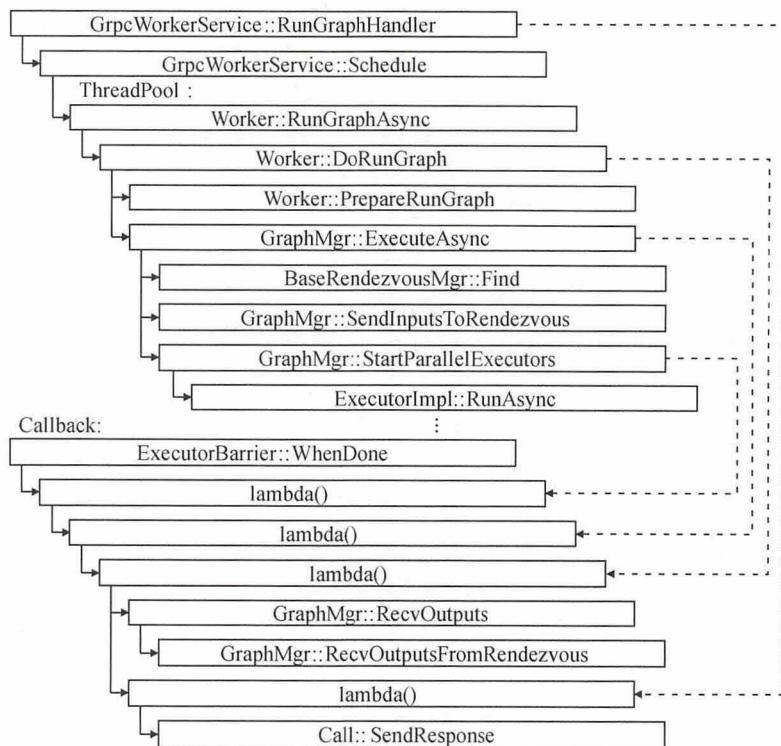 GrpcWorkerService::RunGraphHandler
GrpcWorkerService::Schedule
ThreadPool :
Worker::RunGraphAsync
Worker::DoRunGraph
Worker::PrepareRunGraph
GraphMgr::ExecuteAsync
BaseRendezvousMgr::Find
GraphMgr::SendInputsToRendezvous
GraphMgr::StartParallelExecutors
ExecutorImpl::RunAsync
⋮
Callback:
ExecutorBarrier::WhenDone
lambda()
lambda()
lambda()
GraphMgr::RecvOutputs
GraphMgr::RecvOutputsFromRendezvous
lambda()
Call:: SendResponse